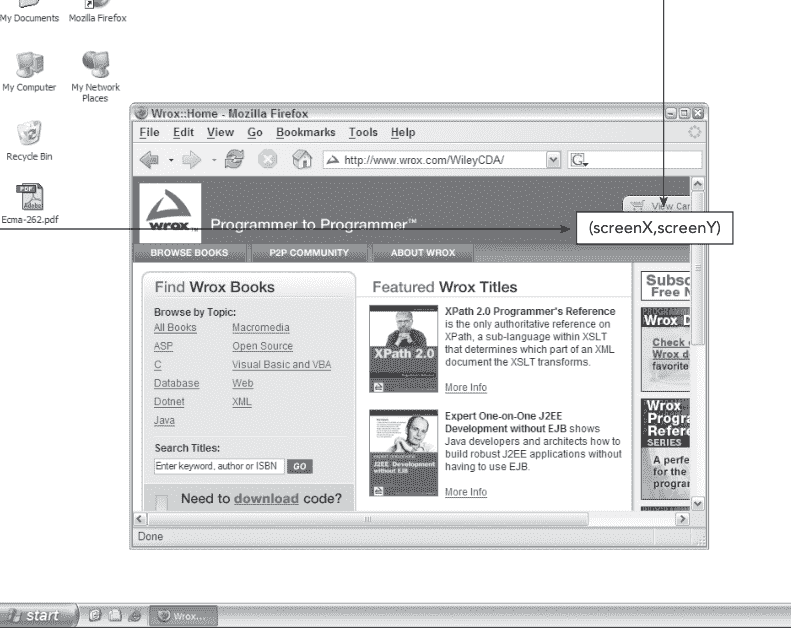 My Documents
Mozilla Firefox
My Computer
My Network
Places
Recycle Bin
Ecma-262.pdf
Wrox::Home - Mozilla Firefox
File Edit View Go Bookmarks Tools Help
http://www.wrox.com/WileyCDA/
G
View Car
wrox™
Programmer to Programmer™
(screenX,screenY)
BROWSE BOOKS P2P COMMUNITY ABOUT WROX
Find Wrox Books
Browse by Topic:
All Books Macromedia
ASP Open Source
C Visual Basic and VBA
Database Web
Dotnet XML
Java
Search Titles:
Enter keyword, author or ISBN GO
Need to download code?
Featured Wrox Titles
XPath 2.0
XPath 2.0 Programmer's Reference
is the only authoritative reference on
XPath, a sub-language within XSLT
that determines which part of an XML
document the XSLT transforms.
More Info
J2EE Development
without EJB
Expert One-on-One J2EE
Development without EJB shows
Java developers and architects how to
build robust J2EE applications without
having to use EJB.
More Info
Subsc
Free N
Wrox D
Check
Wrox d
favorite
Wrox
Progra
Refere
SERIES
A perfe
for the
progra
Done
start
Wrox...